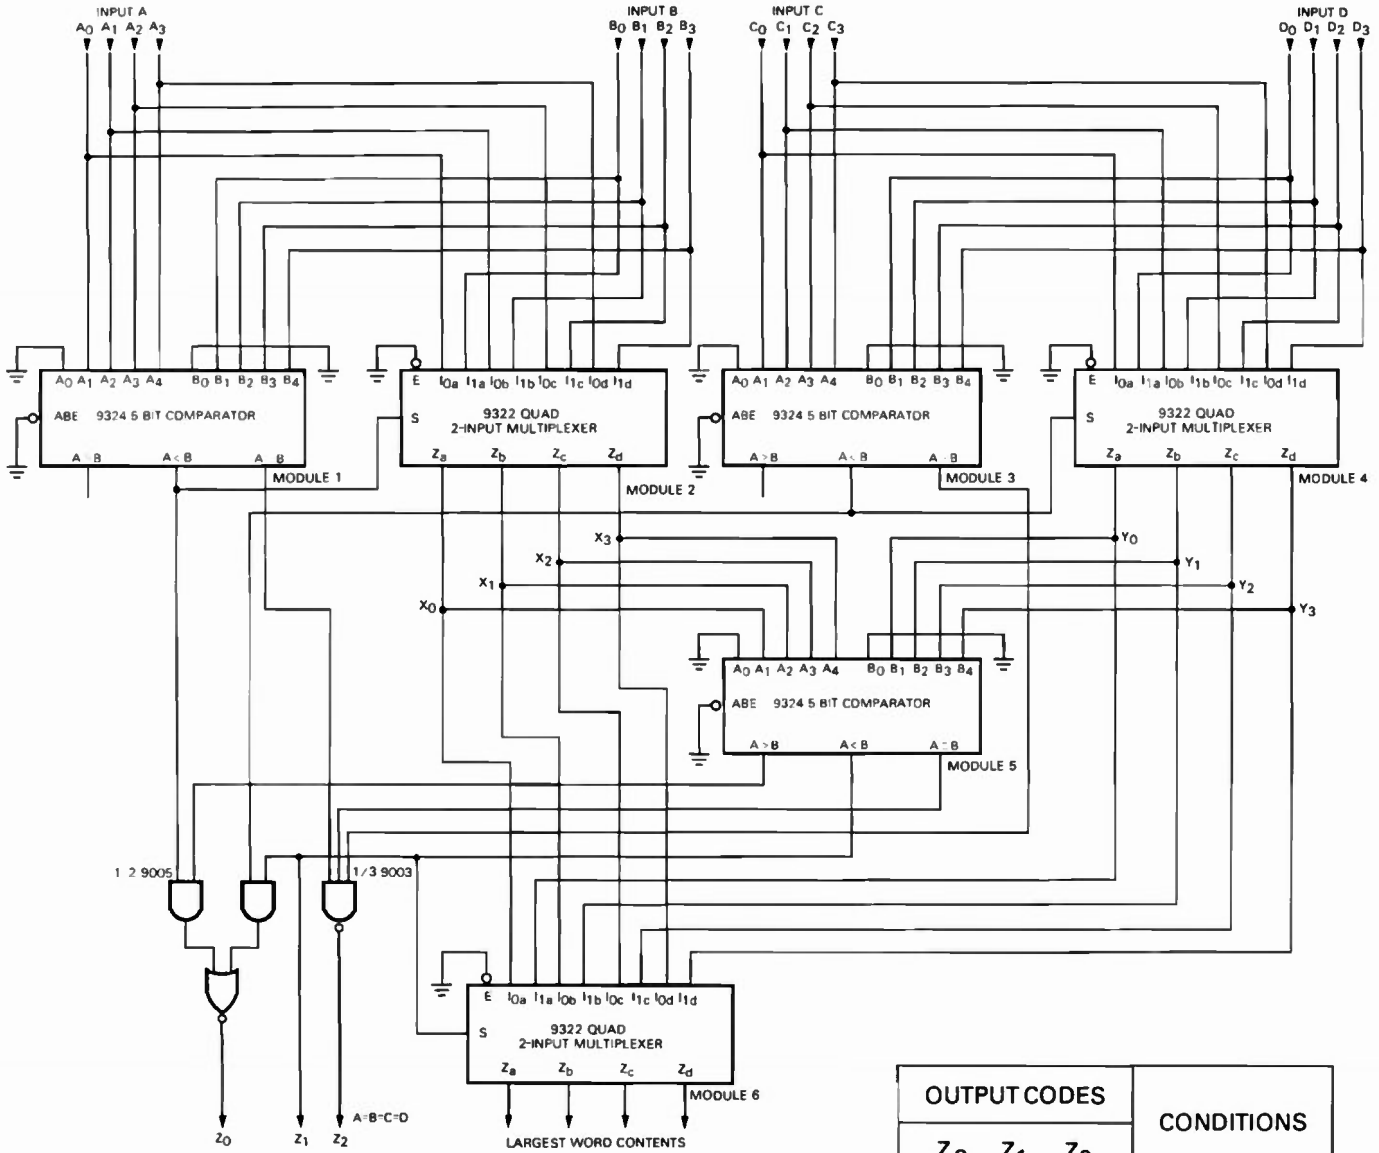 INPUT A INPUT B INPUT C INPUT D
A0 A1 A2 A3 B0 B1 B2 B3 C0 C1 C2 C3 D0 D1 D2 D3
A0 A1 A2 A3 A4 B0 B1 B2 B3 B4
ABE 9324 5 BIT COMPARATOR
A B A < B A B
MODULE 1
E I0a I1a I0b I1b I0c I1c I0d I1d
S 9322 QUAD
2-INPUT MULTIPLEXER
Za Zb Zc Zd
MODULE 2
A0 A1 A2 A3 A4 B0 B1 B2 B3 B4
ABE 9324 5 BIT COMPARATOR
A > B A < B A B
MODULE 3
E I0a I1a I0b I1b I0c I1c I0d I1d
S 9322 QUAD
2-INPUT MULTIPLEXER
Za Zb Zc Zd
MODULE 4
X3 Y0
X2 Y1
X1 Y2
X0 Y3
A0 A1 A2 A3 A4 B0 B1 B2 B3 B4
ABE 9324 5 BIT COMPARATOR
A > B A < B A = B
MODULE 5
1 2 9005 1/3 9003
E I0a I1a I0b I1b I0c I1c I0d I1d
S 9322 QUAD
2-INPUT MULTIPLEXER
Za Zb Zc Zd
MODULE 6
A=B=C=D
Z0 Z1 Z2 LARGEST WORD CONTENTS
OUTPUT CODES
CONDITIONS